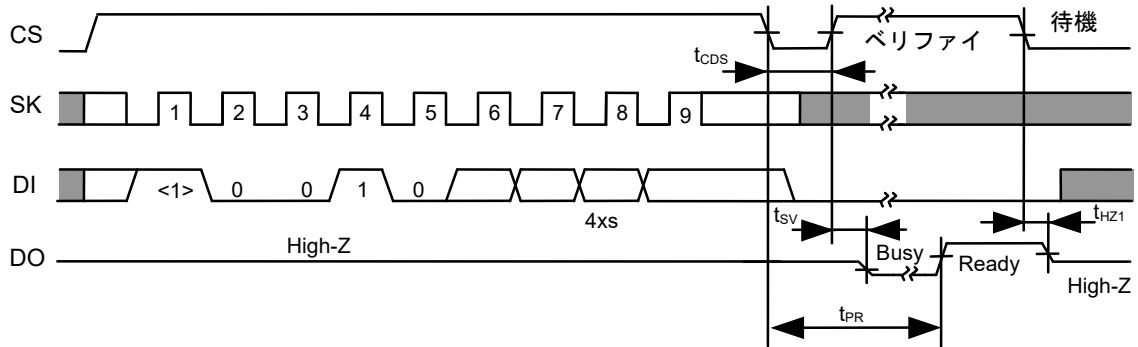 CS
ベリファイ
待機
tCDS
SK
1 2 3 4 5 6 7 8 9
DI
<1> 0 0 1 0
4xs
tSV
tHZ1
DO
High-Z
Busy
Ready
High-Z
tPR